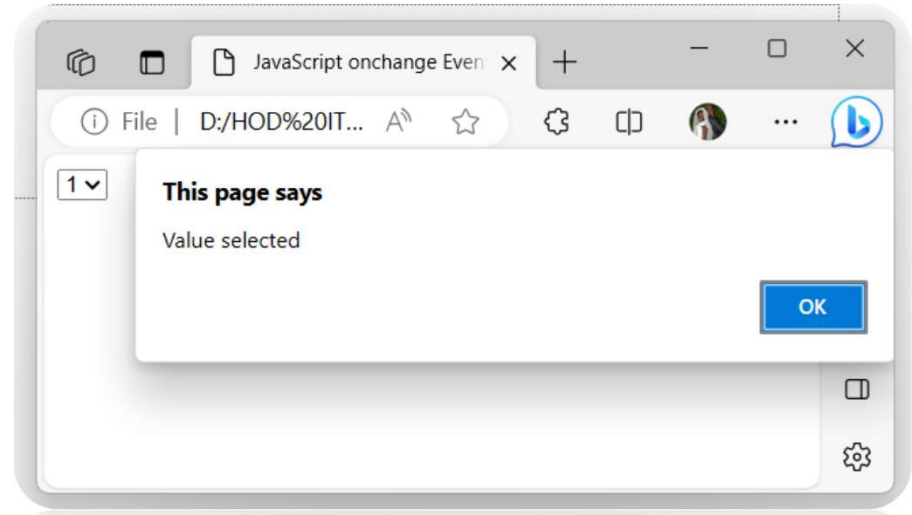 JavaScript onchange Even
File | D:/HOD%20IT...
1
This page says
Value selected
OK